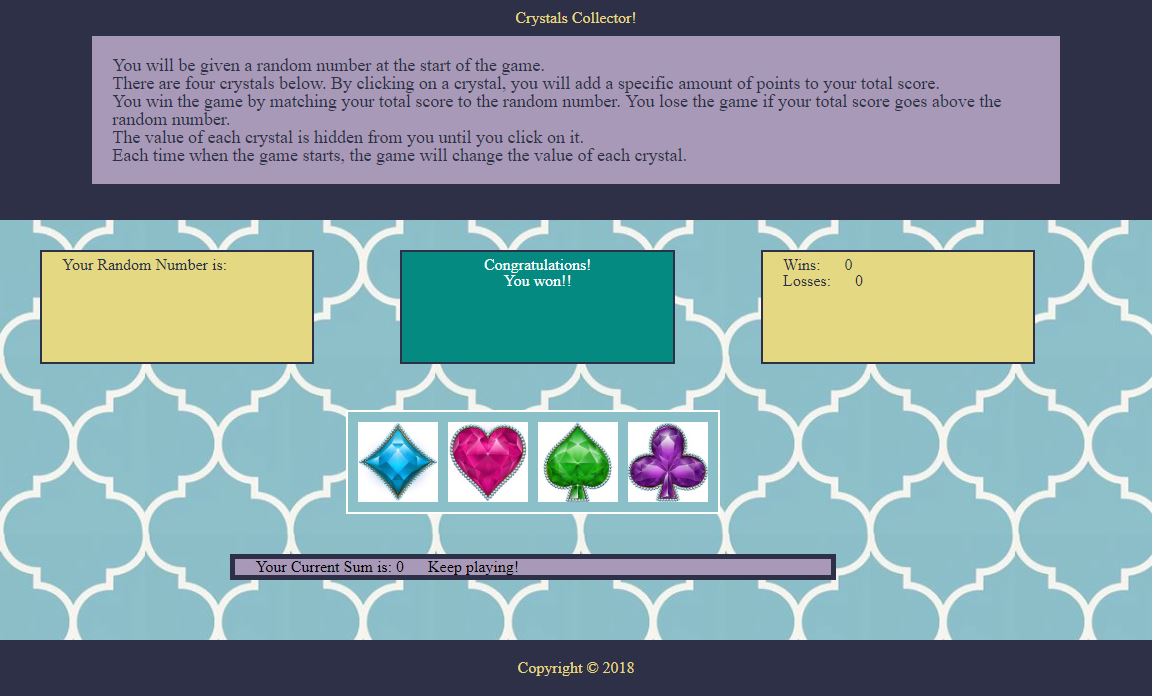 Crystals Collector!
You will be given a random number at the start of the game.
There are four crystals below. By clicking on a crystal, you will add a specific amount of points to your total score.
You win the game by matching your total score to the random number. You lose the game if your total score goes above the
random number.
The value of each crystal is hidden from you until you click on it.
Each time when the game starts, the game will change the value of each crystal.
Your Random Number is:
Congratulations!
You won!!
Wins: 0
Losses: 0
Your Current Sum is: 0 Keep playing!
Copyright © 2018